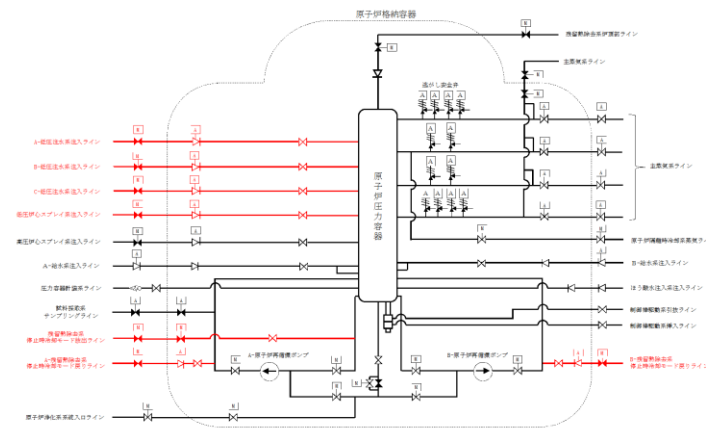 原子炉格納容器
残留熱除去系炉頂部ライン
主蒸気系ライン
逃がし安全弁
A-低圧注水系注入ライン
B-低圧注水系注入ライン
C-低圧注水系注入ライン
低圧炉心スプレイ系注入ライン
高圧炉心スプレイ系注入ライン
A-給水系注入ライン
圧力容器計装系ライン
試料採取系
サンプリングライン
残留熱除去系
停止時冷却モード抜出ライン
A-残留熱除去系
停止時冷却モード戻りライン
原子炉浄化系系統入口ライン
原子炉圧力容器
主蒸気系ライン
原子炉隔離時冷却系蒸気ライ
B-給水系注入ライン
ほう酸水注入系注入ライン
制御棒駆動系引抜ライン
制御棒駆動系挿入ライン
A-原子炉再循環ポンプ
B-原子炉再循環ポンプ
B-残留熱除去系
停止時冷却モード戻りライン